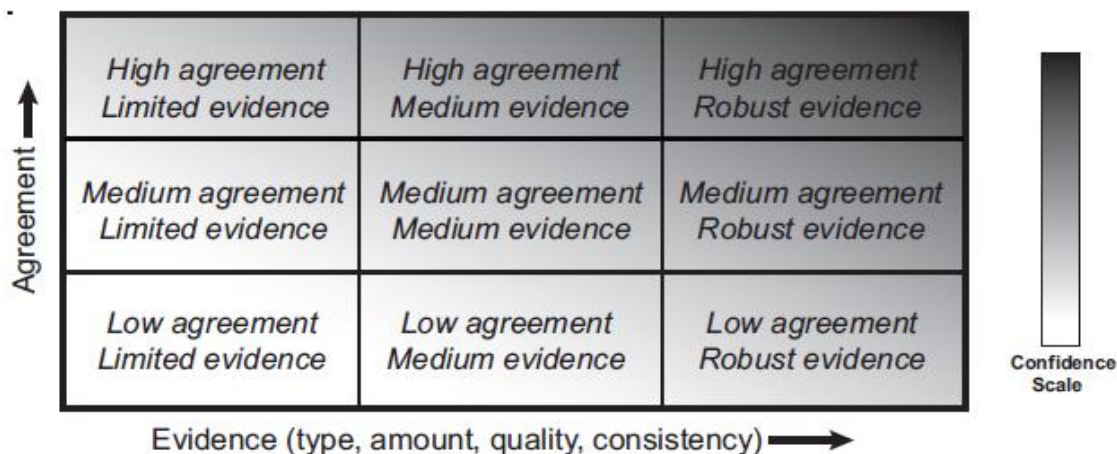 High agreement
Limited evidence
High agreement
Medium evidence
High agreement
Robust evidence
Medium agreement
Limited evidence
Medium agreement
Medium evidence
Medium agreement
Robust evidence
Low agreement
Limited evidence
Low agreement
Medium evidence
Low agreement
Robust evidence
Agreement
Evidence (type, amount, quality, consistency)
Confidence
Scale